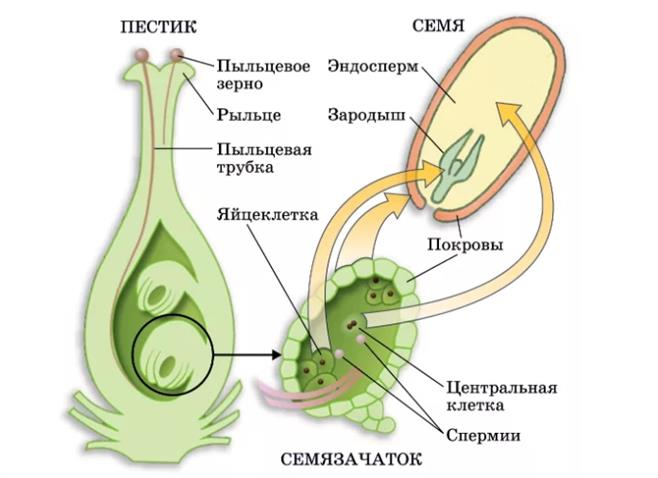 ПЕСТИК
СЕМЯ
Пыльцевое
зерно
Эндосперм
Рыльце
Зародыш
Пыльцевая
трубка
Яйцеклетка
Покровы
Центральная
клетка
Спермии
СЕМЯЗАЧАТОК